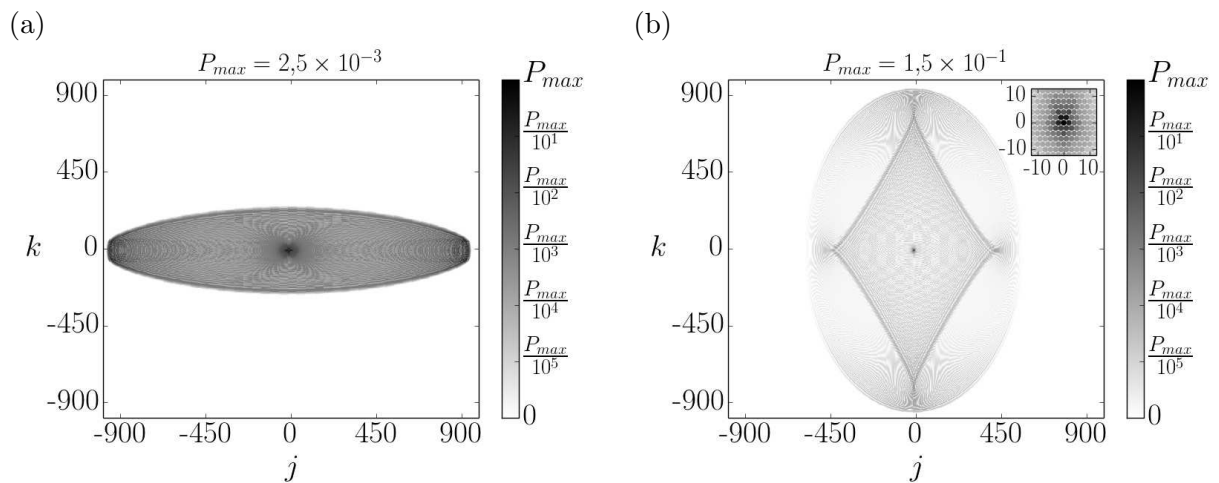 (a)
P_max = 2,5 × 10^−3
k
900
450
0
-450
-900
-900 -450 0 450 900
j
P_max
P_max/10^1
P_max/10^2
P_max/10^3
P_max/10^4
P_max/10^5
0
(b)
P_max = 1,5 × 10^−1
k
900
450
0
-450
-900
-900 -450 0 450 900
j
10
0
-10
-10 0 10
P_max
P_max/10^1
P_max/10^2
P_max/10^3
P_max/10^4
P_max/10^5
0